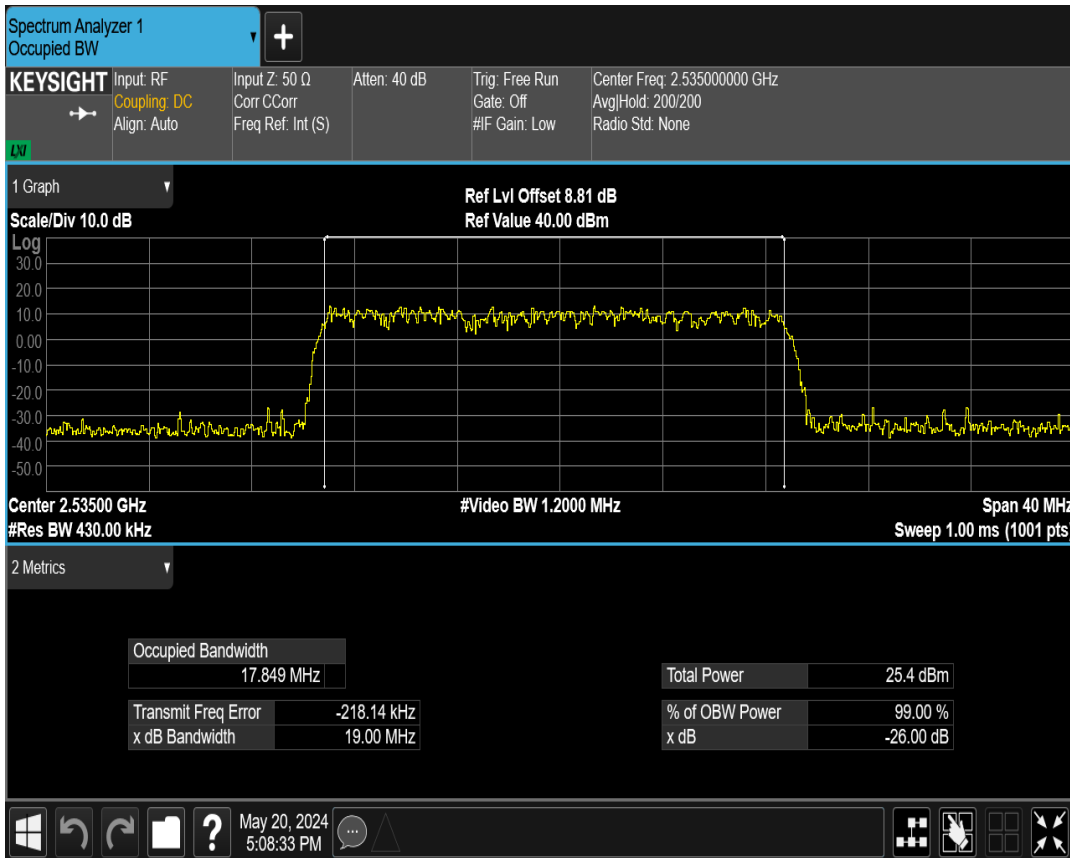 Spectrum Analyzer 1
Occupied BW
KEYSIGHT
LXI
Input: RF
Coupling: DC
Align: Auto
Input Z: 50 Ω
Corr CCorr
Freq Ref: Int (S)
Atten: 40 dB
Trig: Free Run
Gate: Off
#IF Gain: Low
Center Freq: 2.535000000 GHz
Avg|Hold: 200/200
Radio Std: None
1 Graph
Scale/Div 10.0 dB
Ref Lvl Offset 8.81 dB
Ref Value 40.00 dBm
Log
30.0
20.0
10.0
0.00
-10.0
-20.0
-30.0
-40.0
-50.0
Center 2.53500 GHz
#Video BW 1.2000 MHz
Span 40 MHz
#Res BW 430.00 kHz
Sweep 1.00 ms (1001 pts)
2 Metrics
Occupied Bandwidth
17.849 MHz
Transmit Freq Error -218.14 kHz
x dB Bandwidth 19.00 MHz
Total Power 25.4 dBm
% of OBW Power 99.00 %
x dB -26.00 dB
?
May 20, 2024
5:08:33 PM